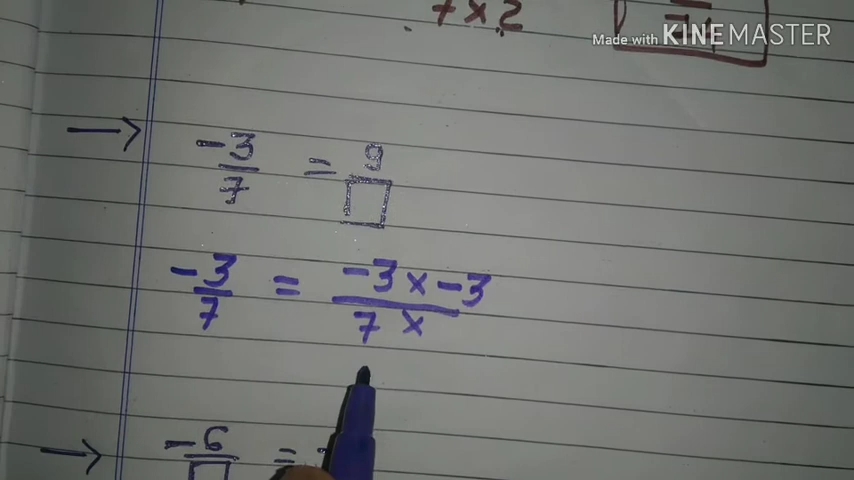 7 x 2
Made with KINEMASTER
→ -3/7 = 9/□
-3/7 = -3 x -3 / 7 x
→ -6/□ =